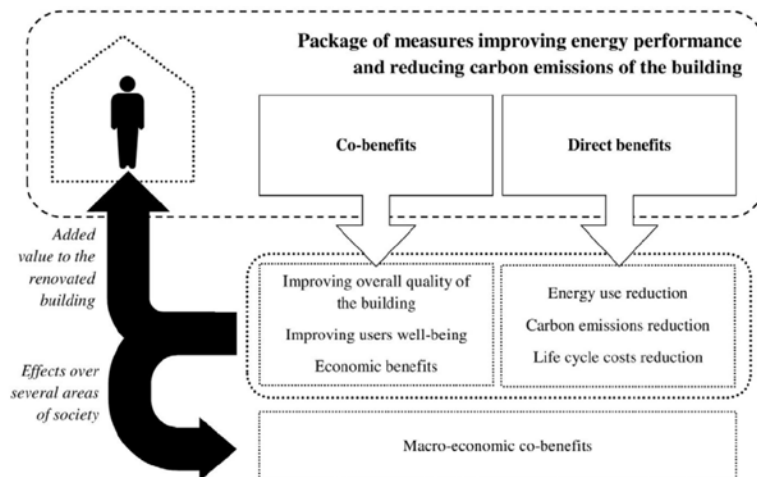 Package of measures improving energy performance
and reducing carbon emissions of the building
Co-benefits
Direct benefits
Added
value to the
renovated
building
Improving overall quality of
the building
Improving users well-being
Economic benefits
Energy use reduction
Carbon emissions reduction
Life cycle costs reduction
Effects over
several areas
of society
Macro-economic co-benefits